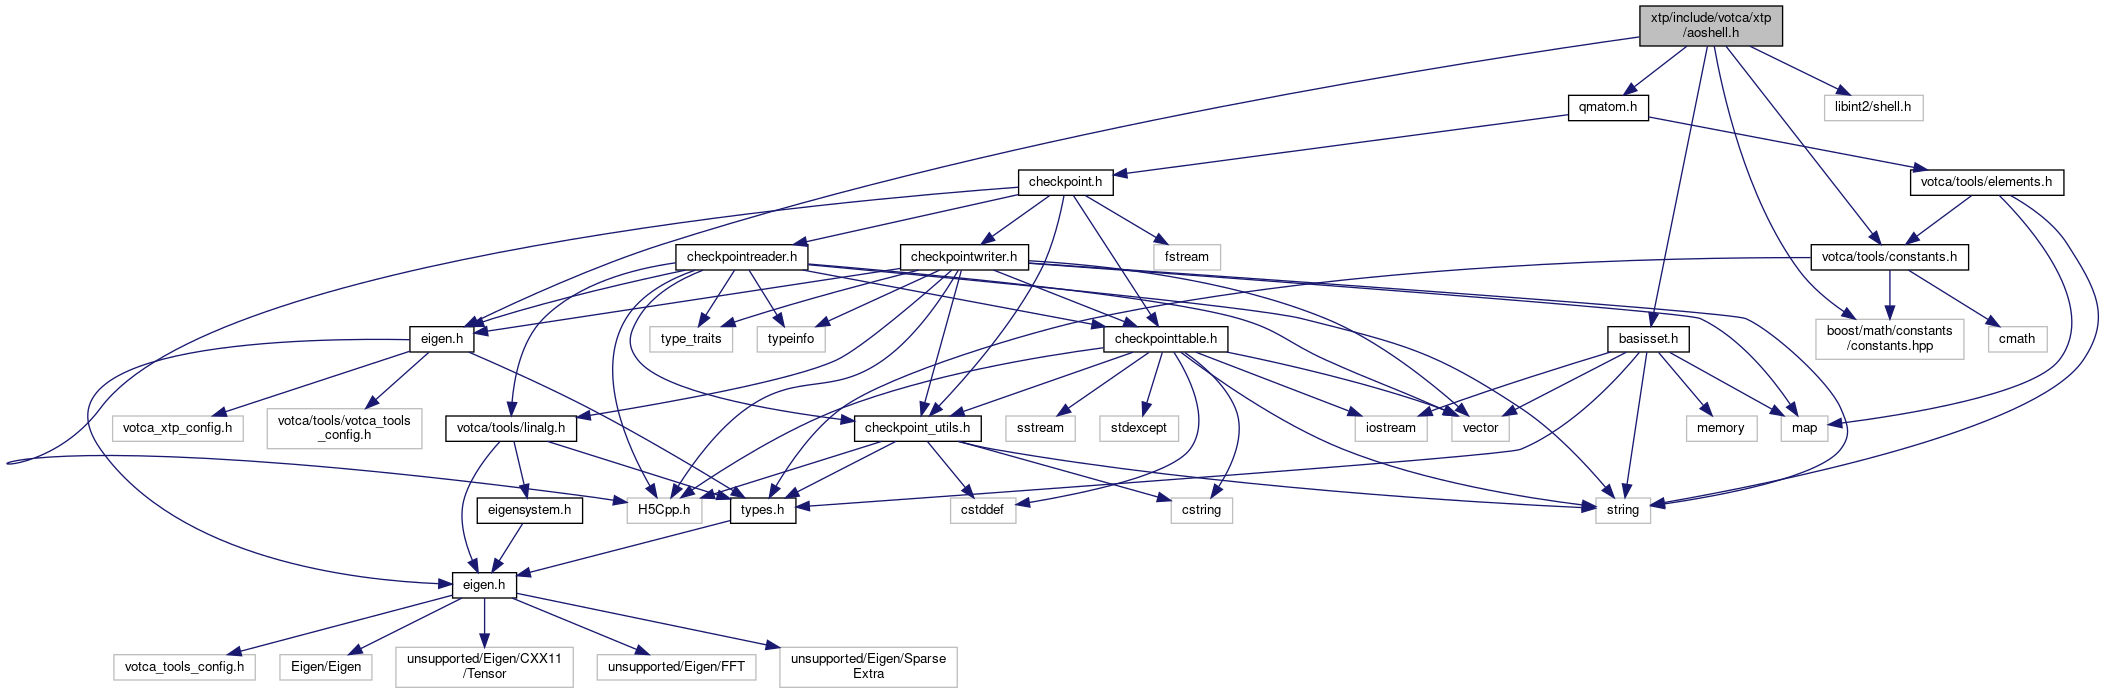 xtp/include/votca/xtp
/aoshell.h
qmatom.h
libint2/shell.h
checkpoint.h
votca/tools/elements.h
checkpointreader.h
checkpointwriter.h
fstream
votca/tools/constants.h
eigen.h
type_traits
typeinfo
checkpointtable.h
basisset.h
boost/math/constants
/constants.hpp
cmath
votca_xtp_config.h
votca/tools/votca_tools
_config.h
votca/tools/linalg.h
checkpoint_utils.h
sstream
stdexcept
iostream
vector
memory
map
eigensystem.h
H5Cpp.h
types.h
cstddef
cstring
string
eigen.h
votca_tools_config.h
Eigen/Eigen
unsupported/Eigen/CXX11
/Tensor
unsupported/Eigen/FFT
unsupported/Eigen/Sparse
Extra